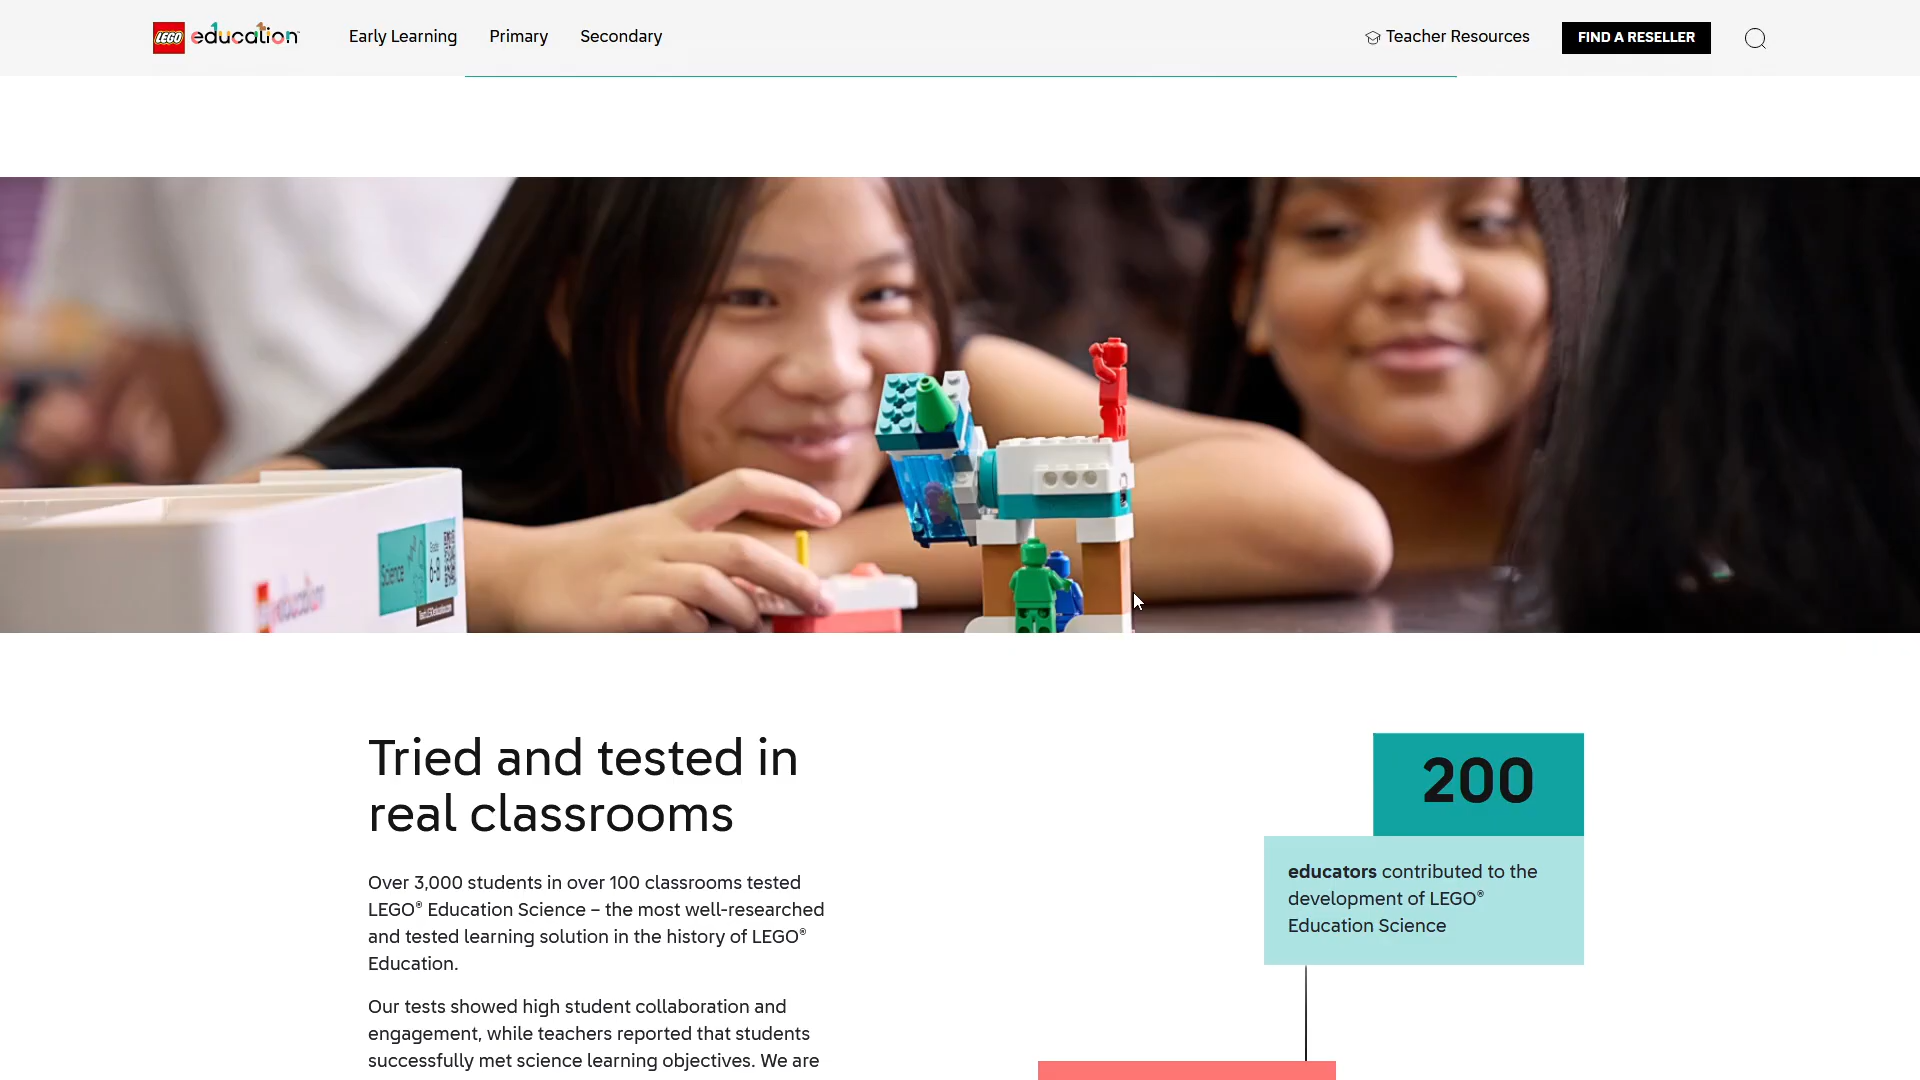 LEGO education
Early Learning
Primary
Secondary
Teacher Resources
FIND A RESELLER
Science
6-8
Tried and tested in
real classrooms
Over 3,000 students in over 100 classrooms tested
LEGO® Education Science – the most well-researched
and tested learning solution in the history of LEGO®
Education.
Our tests showed high student collaboration and
engagement, while teachers reported that students
successfully met science learning objectives. We are
200
educators contributed to the
development of LEGO®
Education Science